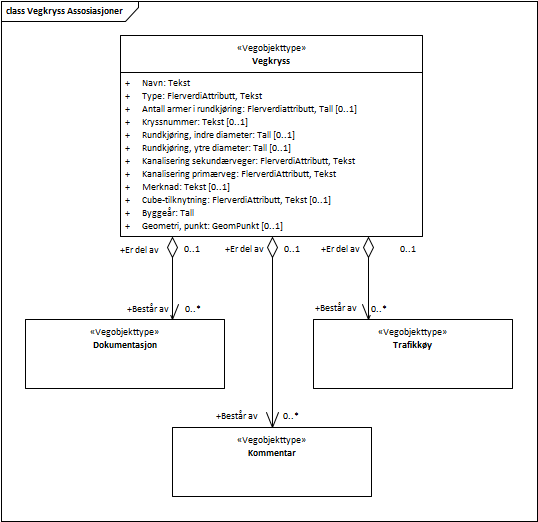 class Vegkryss Assosiasjoner
«Vegobjekttype»
Vegkryss
+ Navn: Tekst
+ Type: FlerverdiAttributt, Tekst
+ Antall armer i rundkjøring: Flerverdiattributt, Tall [0..1]
+ Kryssnummer: Tekst [0..1]
+ Rundkjøring, indre diameter: Tall [0..1]
+ Rundkjøring, ytre diameter: Tall [0..1]
+ Kanalisering sekundærveger: FlerverdiAttributt, Tekst
+ Kanalisering primærveg: FlerverdiAttributt, Tekst
+ Merknad: Tekst [0..1]
+ Cube-tilknytning: FlerverdiAttributt, Tekst [0..1]
+ Byggeår: Tall
+ Geometri, punkt: GeomPunkt [0..1]
+Er del av 0..1 +Er del av 0..1 +Er del av 0..1
+Består av 0..* +Består av 0..*
«Vegobjekttype» «Vegobjekttype»
Dokumentasjon Trafikkøy
+Består av 0..*
«Vegobjekttype»
Kommentar